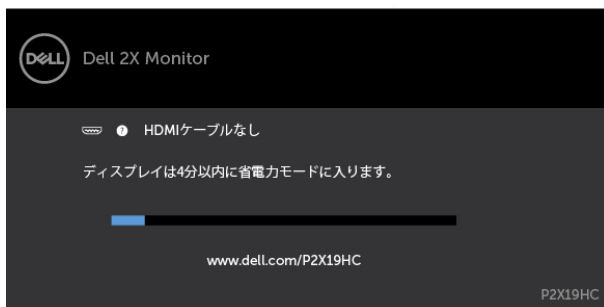 DELL Dell 2X Monitor
HDMIケーブルなし
ディスプレイは4分以内に省電力モードに入ります。
www.dell.com/P2X19HC
P2X19HC